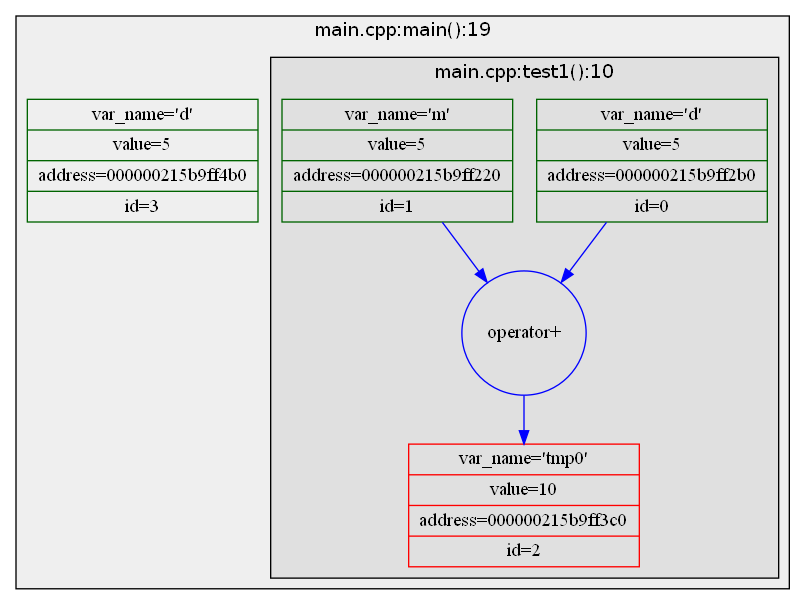 main.cpp:main():19
main.cpp:test1():10
var_name='d'
value=5
address=000000215b9ff4b0
id=3
var_name='m'
value=5
address=000000215b9ff220
id=1
var_name='d'
value=5
address=000000215b9ff2b0
id=0
operator+
var_name='tmp0'
value=10
address=000000215b9ff3c0
id=2